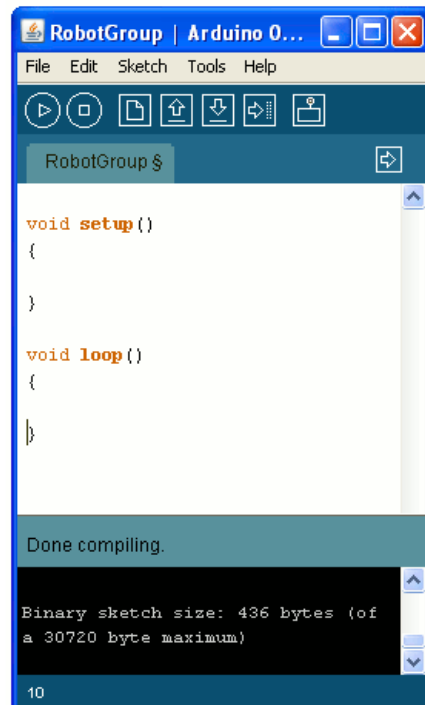 RobotGroup | Arduino 0...
File Edit Sketch Tools Help
RobotGroup §
void setup()
{
}
void loop()
{
}
Done compiling.
Binary sketch size: 436 bytes (of
a 30720 byte maximum)
10